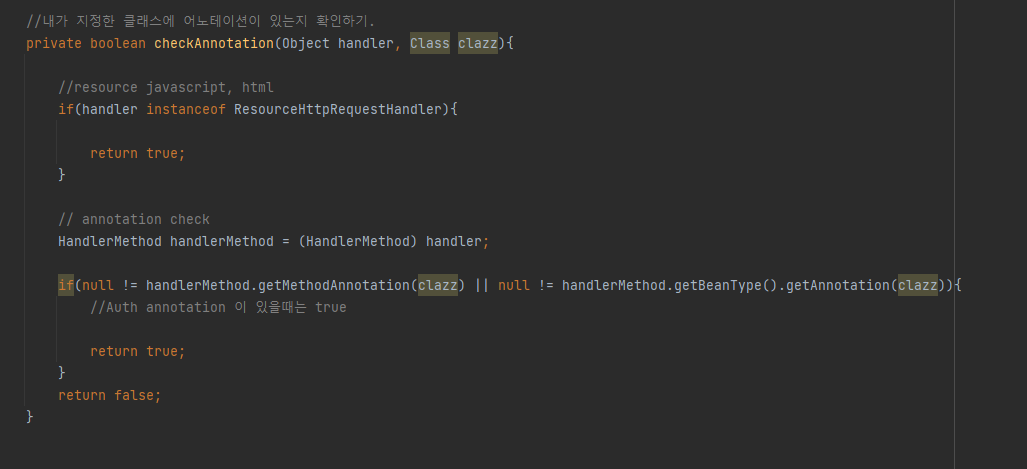 //내가 지정한 클래스에 어노테이션이 있는지 확인하기.
private boolean checkAnnotation(Object handler, Class clazz){
//resource javascript, html
if(handler instanceof ResourceHttpRequestHandler){
return true;
}
// annotation check
HandlerMethod handlerMethod = (HandlerMethod) handler;
if(null != handlerMethod.getMethodAnnotation(clazz) || null != handlerMethod.getBeanType().getAnnotation(clazz)){
//Auth annotation 이 있을때는 true
return true;
}
return false;
}